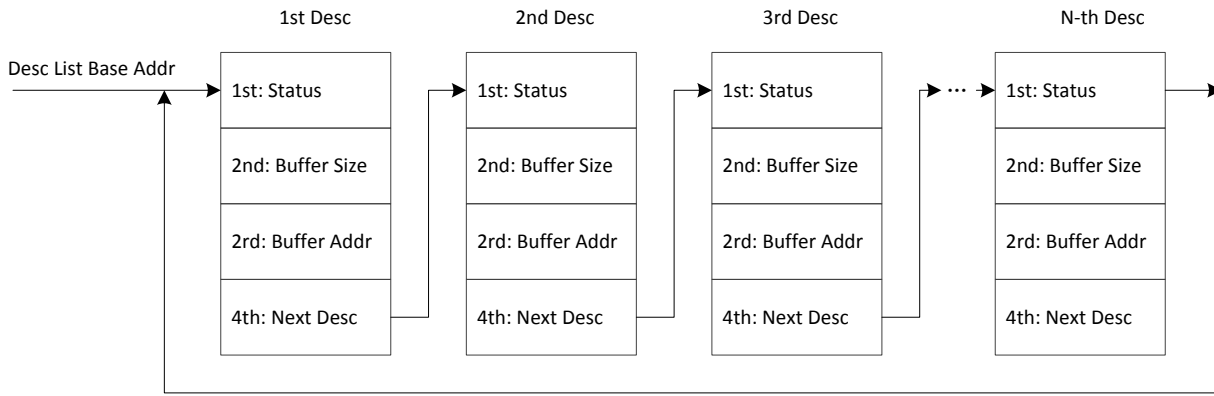 1st Desc
2nd Desc
3rd Desc
N-th Desc
Desc List Base Addr
1st: Status
2nd: Buffer Size
2rd: Buffer Addr
4th: Next Desc
1st: Status
2nd: Buffer Size
2rd: Buffer Addr
4th: Next Desc
1st: Status
2nd: Buffer Size
2rd: Buffer Addr
4th: Next Desc
...
1st: Status
2nd: Buffer Size
2rd: Buffer Addr
4th: Next Desc